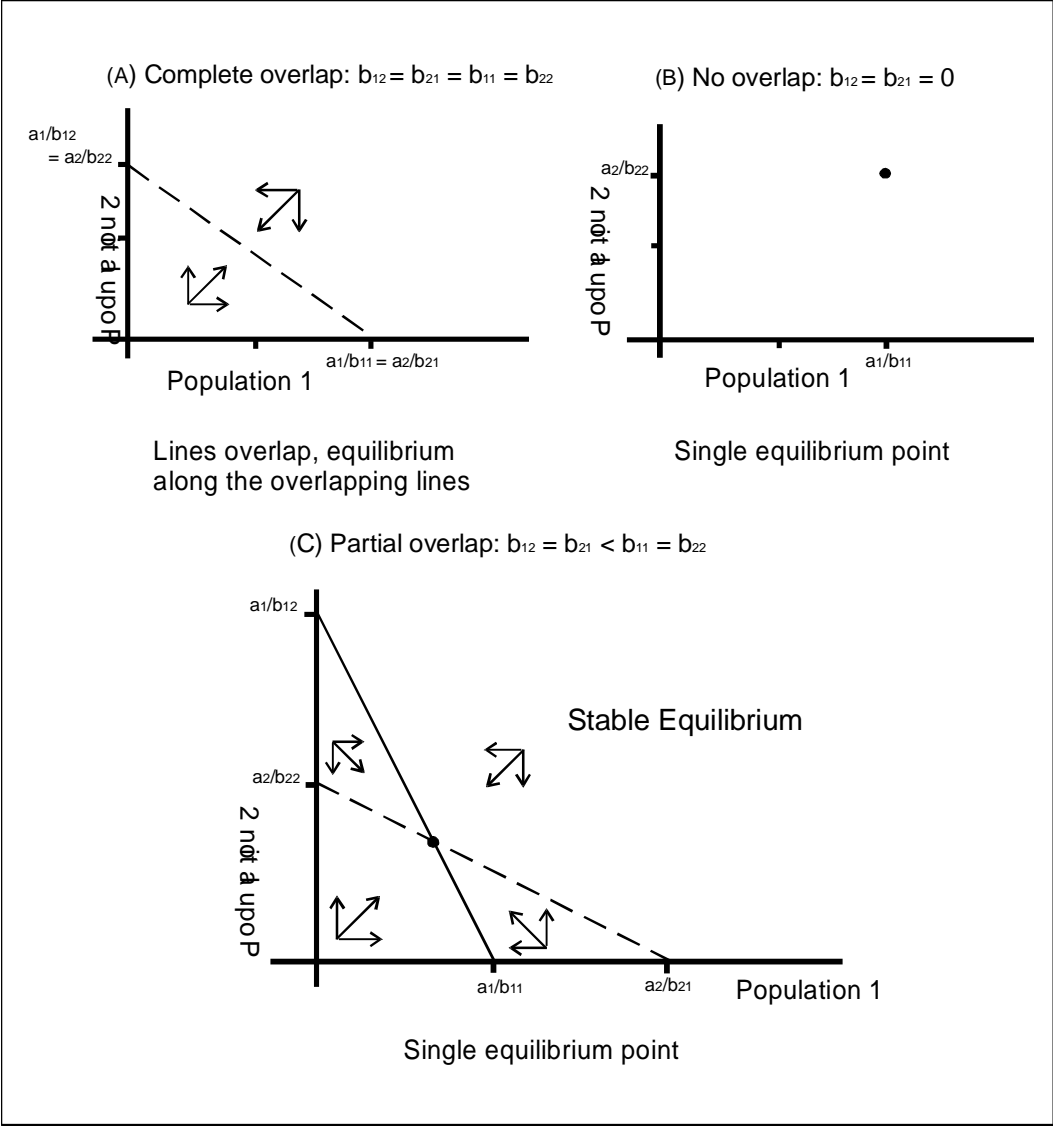 (A) Complete overlap: b12 = b21 = b11 = b22
a1/b12
= a2/b22
Population 2
a1/b11 = a2/b21
Population 1
Lines overlap, equilibrium
along the overlapping lines
(B) No overlap: b12 = b21 = 0
a2/b22
Population 2
a1/b11
Population 1
Single equilibrium point
(C) Partial overlap: b12 = b21 < b11 = b22
a1/b12
Stable Equilibrium
a2/b22
Population 2
a1/b11
a2/b21
Population 1
Single equilibrium point